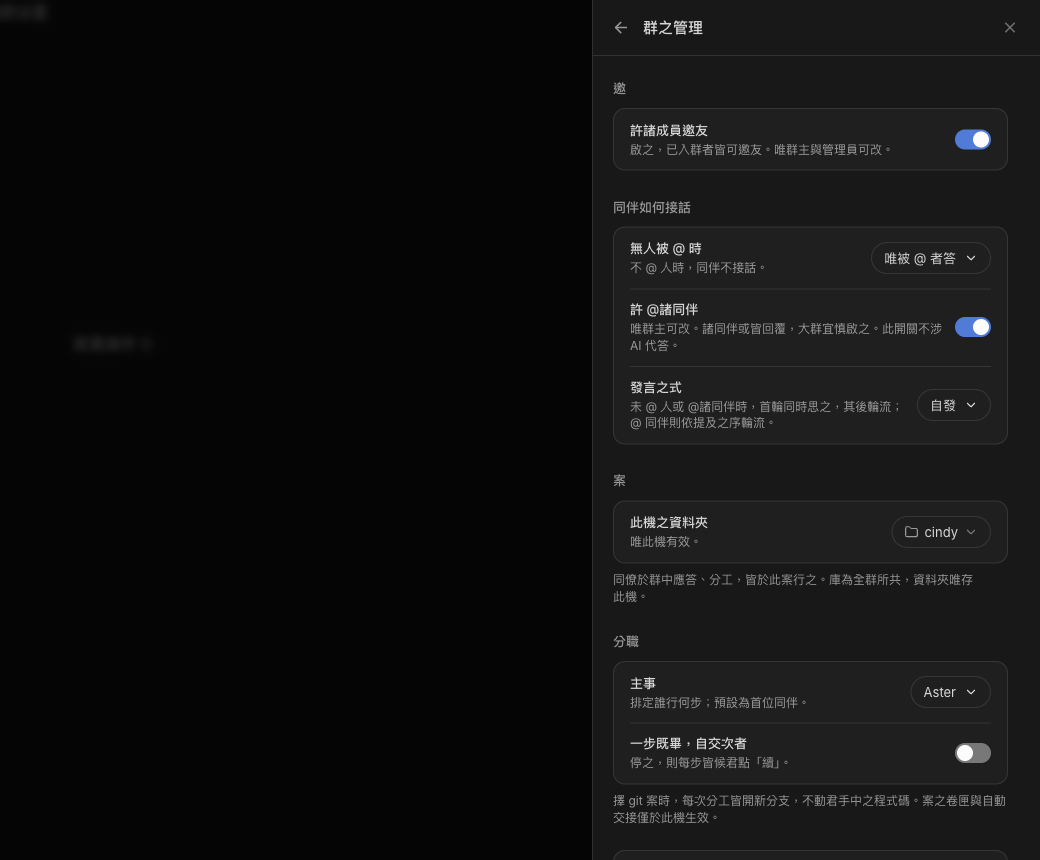 群之管理
邀
許諸成員邀友
啟之，已入群者皆可邀友。唯群主與管理員可改。
同伴如何接話
無人被 @ 時
不 @ 人時，同伴不接話。
唯被 @ 者答
許 @諸同伴
唯群主可改。諸同伴或皆回覆，大群宜慎啟之。此開關不涉
AI 代答。
發言之式
未 @ 人或 @諸同伴時，首輪同時思之，其後輪流；
@ 同伴則依提及之序輪流。
自發
案
此機之資料夾
唯此機有效。
cindy
同僚於群中應答、分工，皆於此案行之。庫為全群所共，資料夾唯存
此機。
分職
主事
排定誰行何步；預設為首位同伴。
Aster
一步既畢，自交次者
停之，則每步皆候君點「續」。
擇 git 案時，每次分工皆開新分支，不動君手中之程式碼。案之卷匣與自動
交接僅於此機生效。